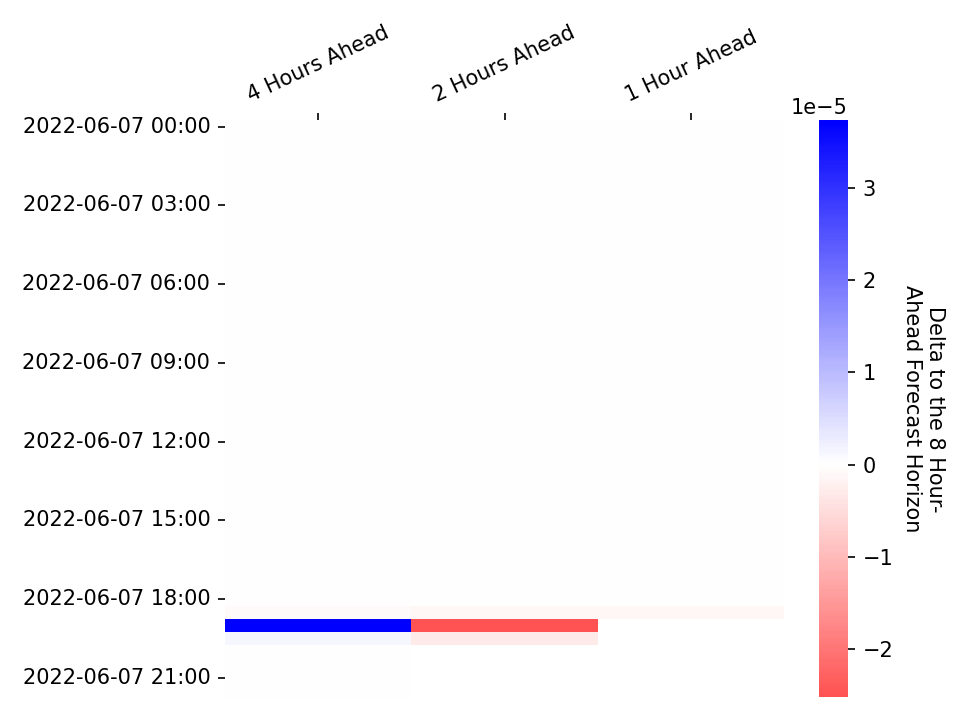 4 Hours Ahead
2 Hours Ahead
1 Hour Ahead
2022-06-07 00:00
2022-06-07 03:00
2022-06-07 06:00
2022-06-07 09:00
2022-06-07 12:00
2022-06-07 15:00
2022-06-07 18:00
2022-06-07 21:00
1e−5
3
2
1
0
−1
−2
Delta to the 8 Hour-
Ahead Forecast Horizon